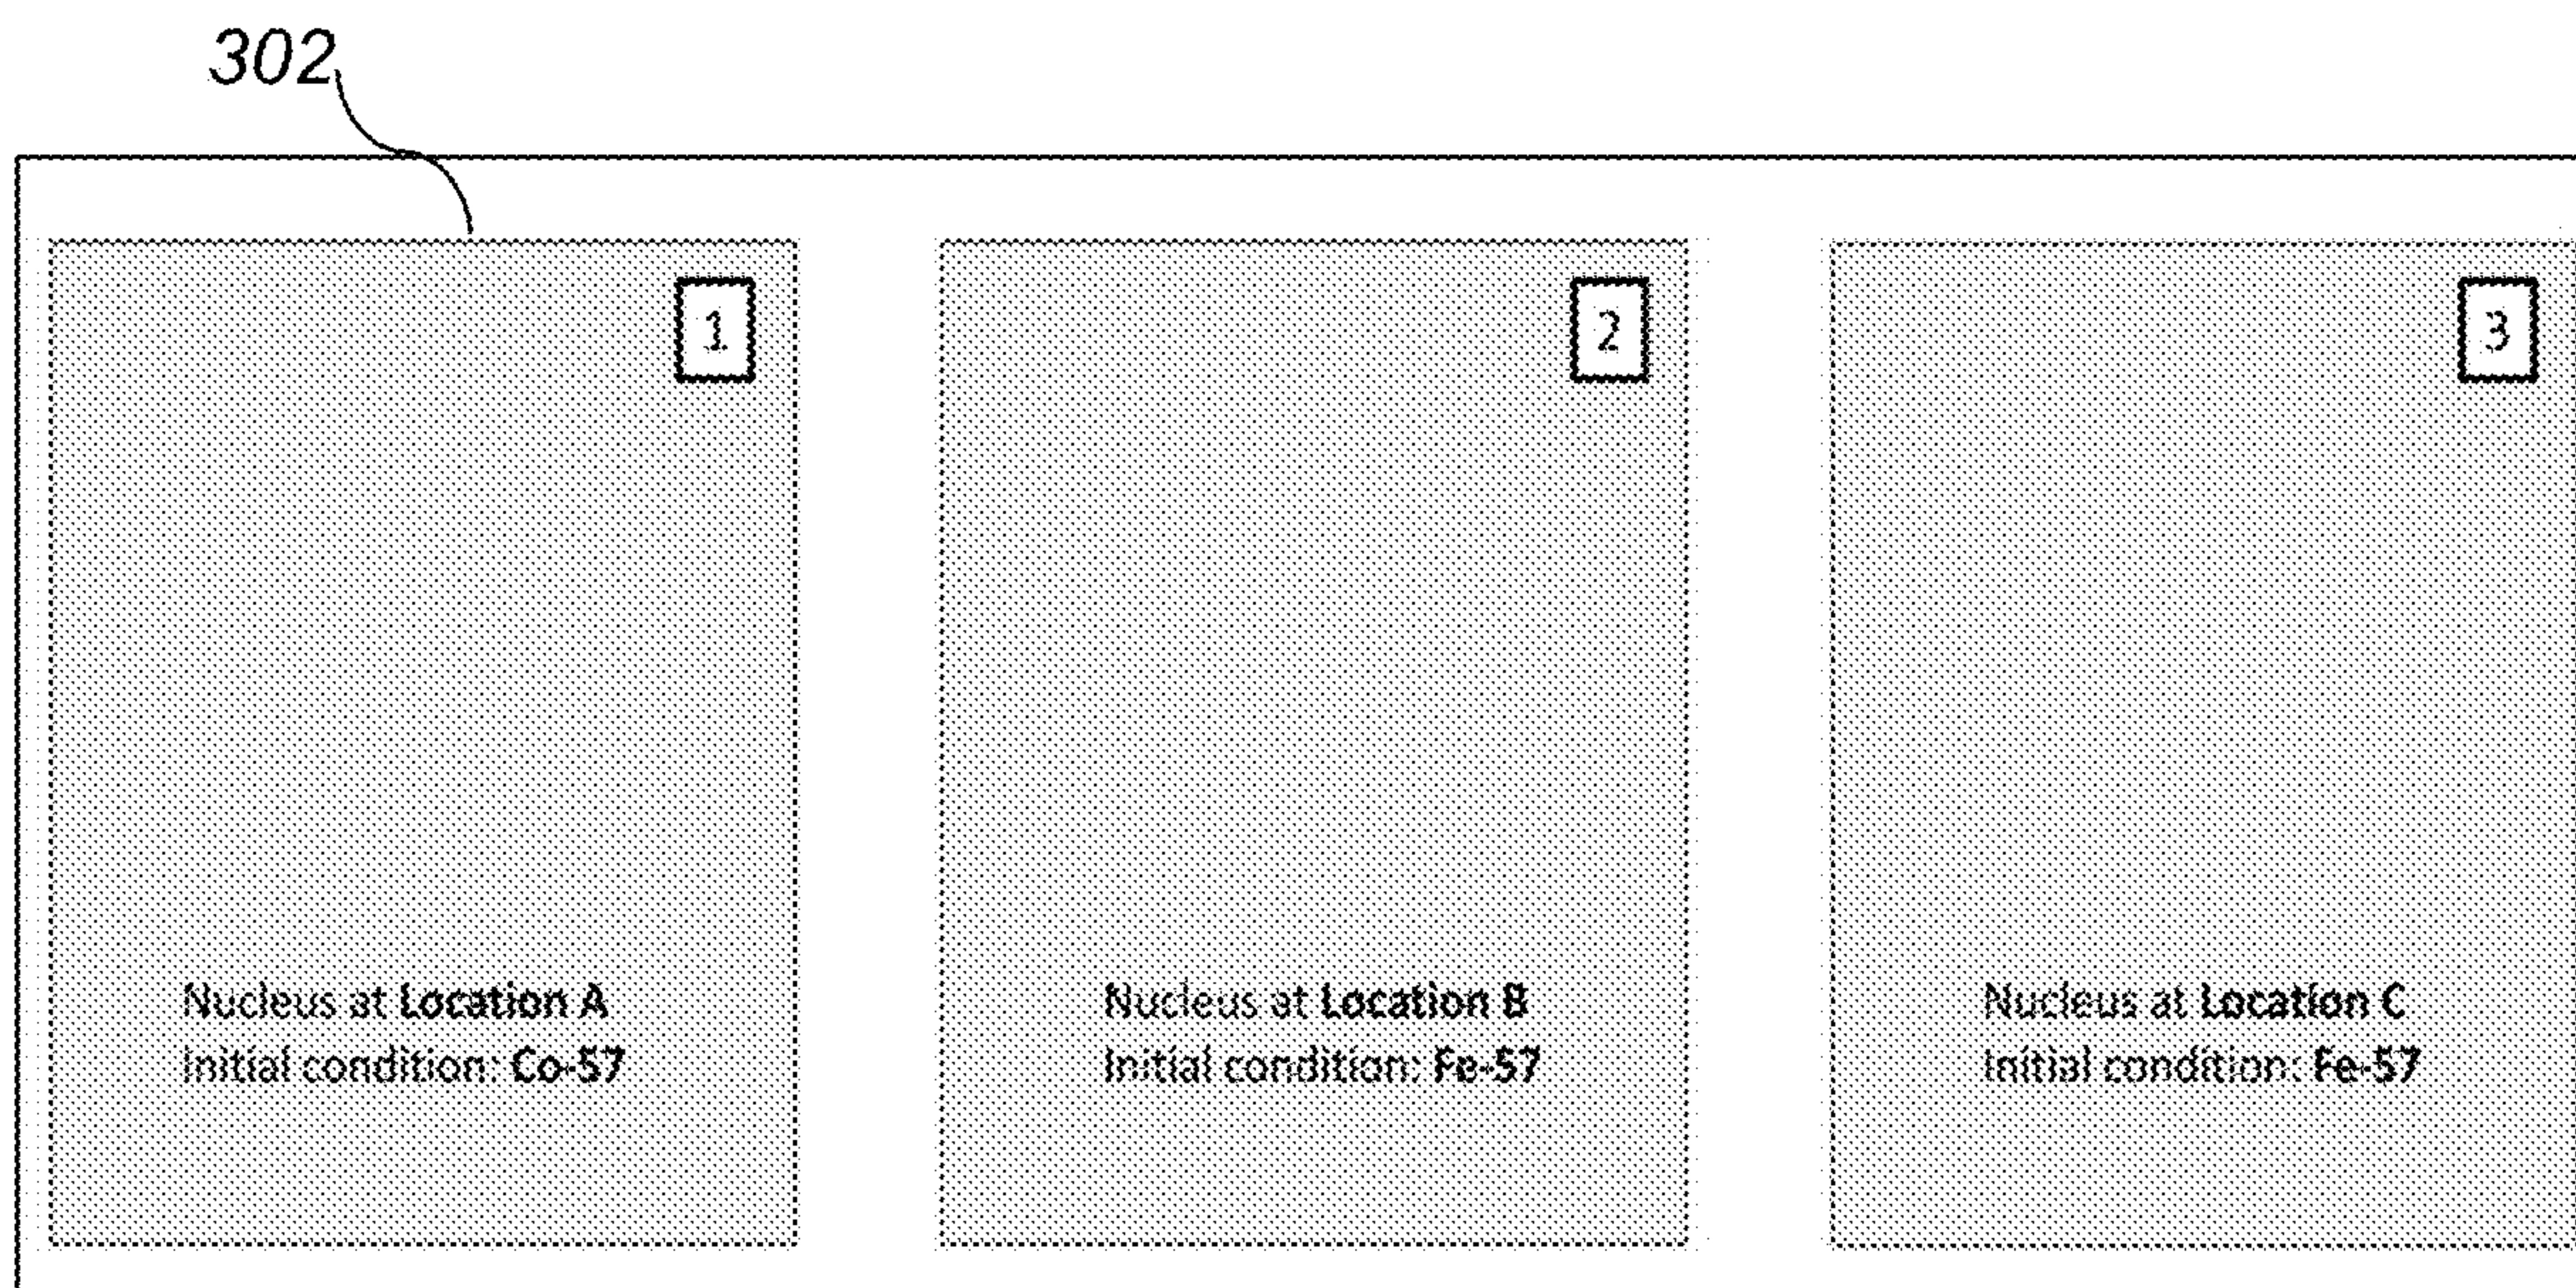 302
1
2
3
Nucleus at Location A
Initial condition: Co-57
Nucleus at Location B
Initial condition: Fe-57
Nucleus at Location C
Initial condition: Fe-57